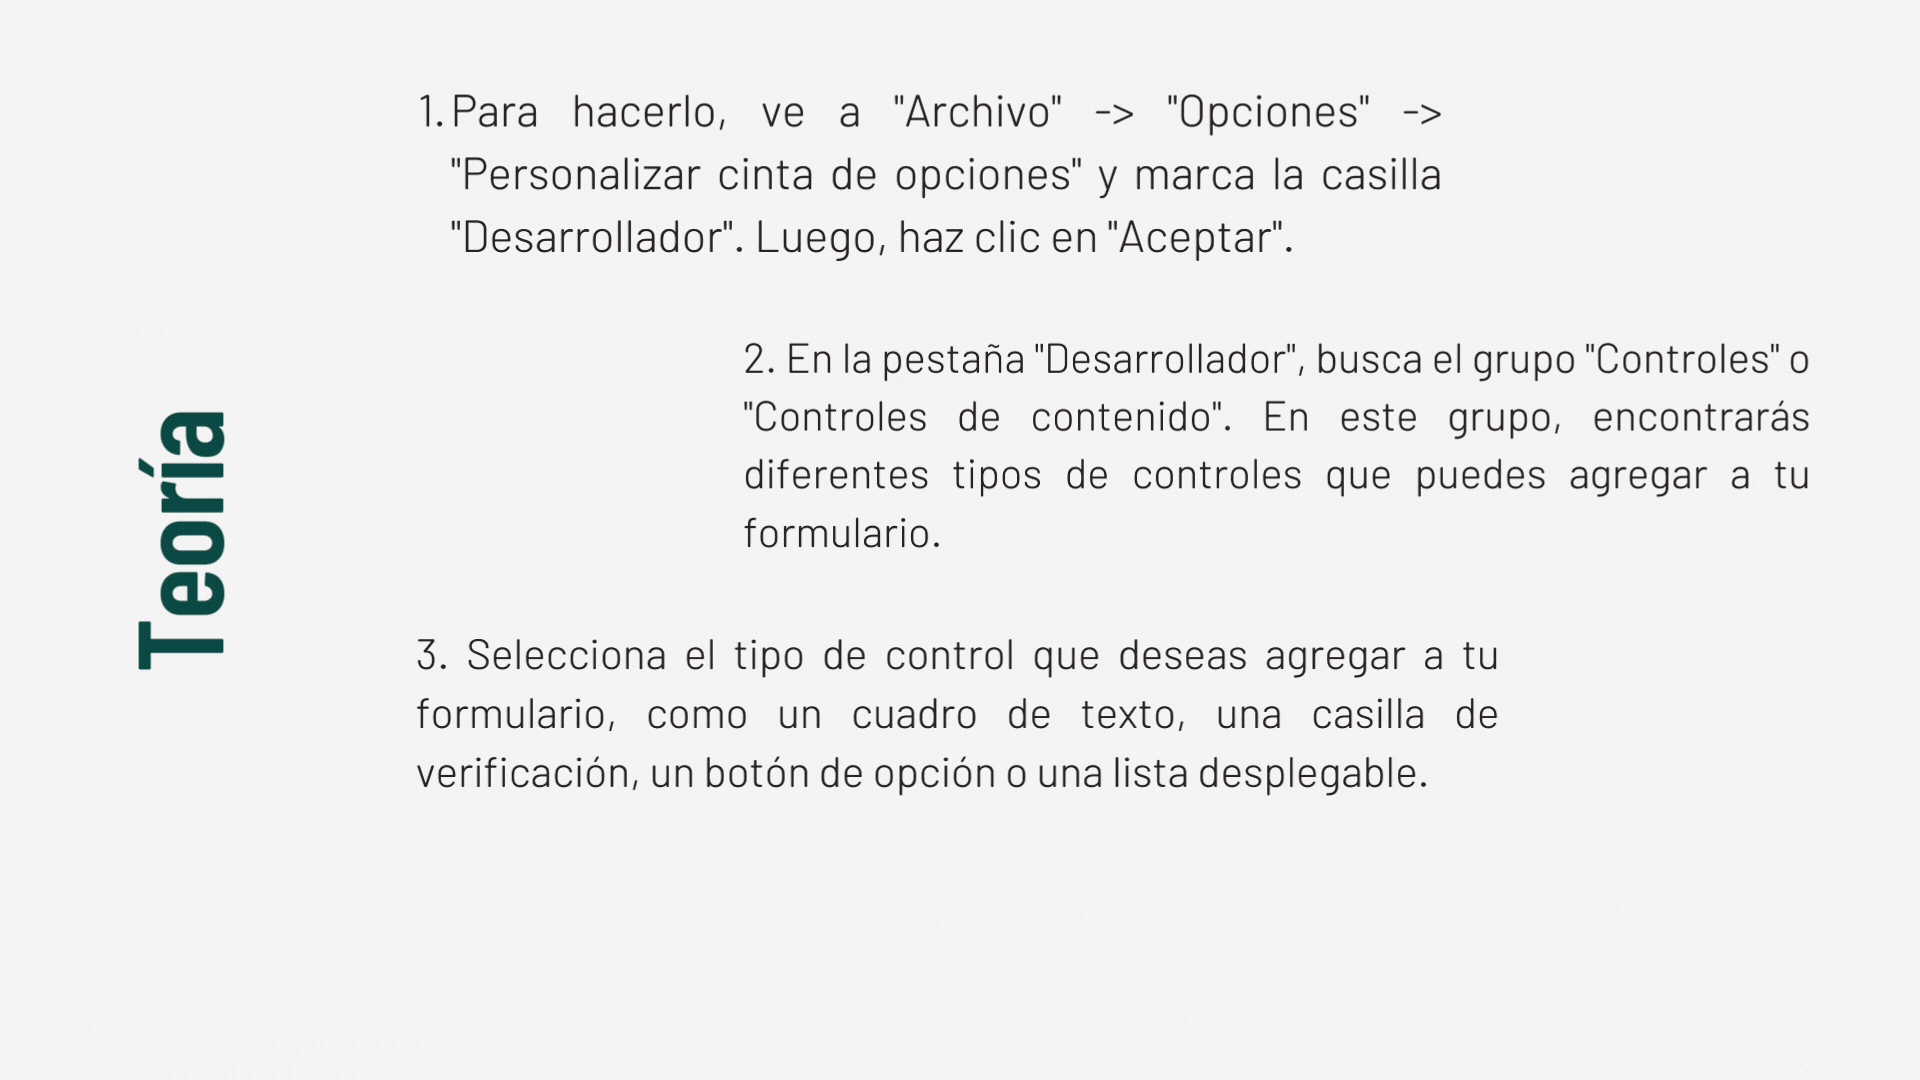 Teoría
1. Para hacerlo, ve a "Archivo" -> "Opciones" ->
"Personalizar cinta de opciones" y marca la casilla
"Desarrollador". Luego, haz clic en "Aceptar".
2. En la pestaña "Desarrollador", busca el grupo "Controles" o
"Controles de contenido". En este grupo, encontrarás
diferentes tipos de controles que puedes agregar a tu
formulario.
3. Selecciona el tipo de control que deseas agregar a tu
formulario, como un cuadro de texto, una casilla de
verificación, un botón de opción o una lista desplegable.